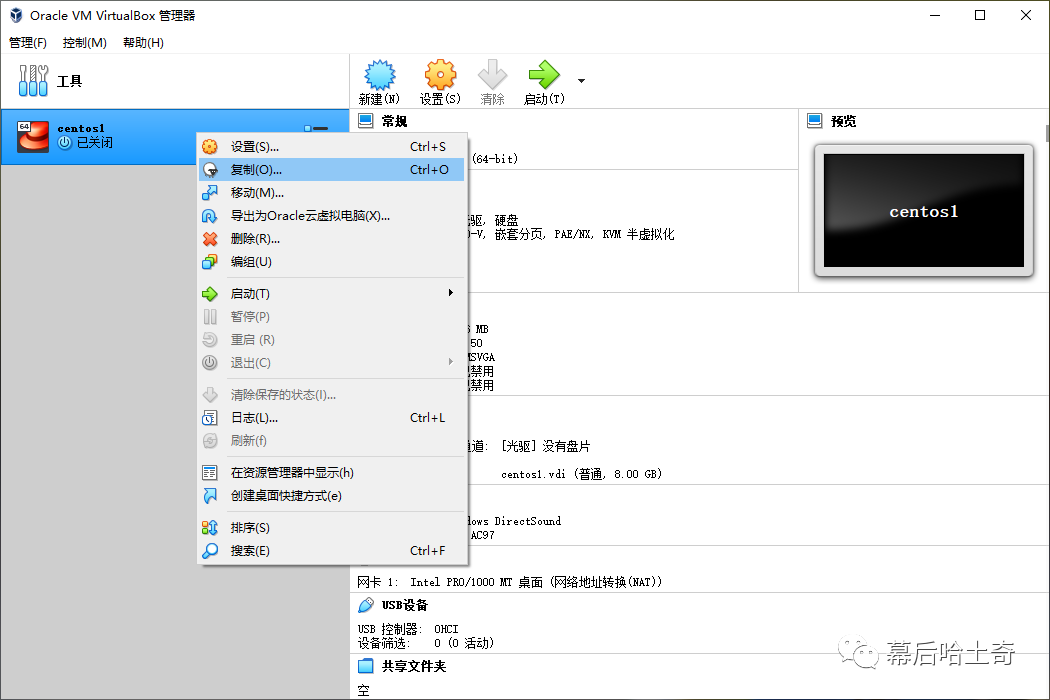 Oracle VM VirtualBox 管理器
管理(F) 控制(M) 帮助(H)
工具
新建(N) 设置(S) 清除 启动(T)
64
centos1
已关闭
设置(S)... Ctrl+S
复制(O)... Ctrl+O
移动(M)...
导出为Oracle云虚拟电脑(X)...
删除(R)...
编组(U)
启动(T)
暂停(P)
重启 (R)
退出(C)
清除保存的状态(I)...
日志(L)... Ctrl+L
刷新(f)
在资源管理器中显示(h)
创建桌面快捷方式(e)
排序(S)
搜索(E) Ctrl+F
常规
(64-bit)
硬盘
嵌套分页, PAE/NX, KVM 半虚拟化
MB
50
禁用
禁用
[光驱] 没有盘片
centos1.vdi (普通, 8.00 GB)
DirectSound
AC97
网卡 1: Intel PRO/1000 MT 桌面 (网络地址转换(NAT))
USB设备
USB 控制器: OHCI
设备筛选: 0 (0 活动)
共享文件夹
空
预览
centos1
幕后哈土奇